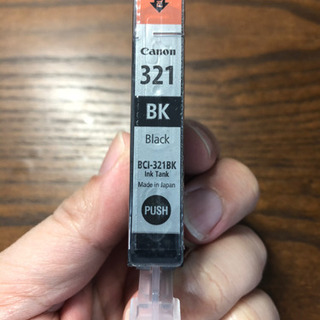 Canon
321
BK
Black
BCI-321BK
Ink Tank
Made in Japan
PUSH